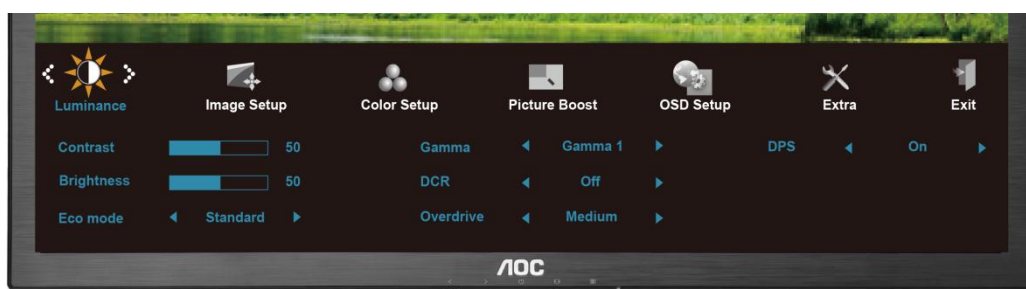 Luminance Image Setup Color Setup Picture Boost OSD Setup Extra Exit
Contrast 50 Gamma Gamma 1 DPS On
Brightness 50 DCR Off
Eco mode Standard Overdrive Medium
AOC